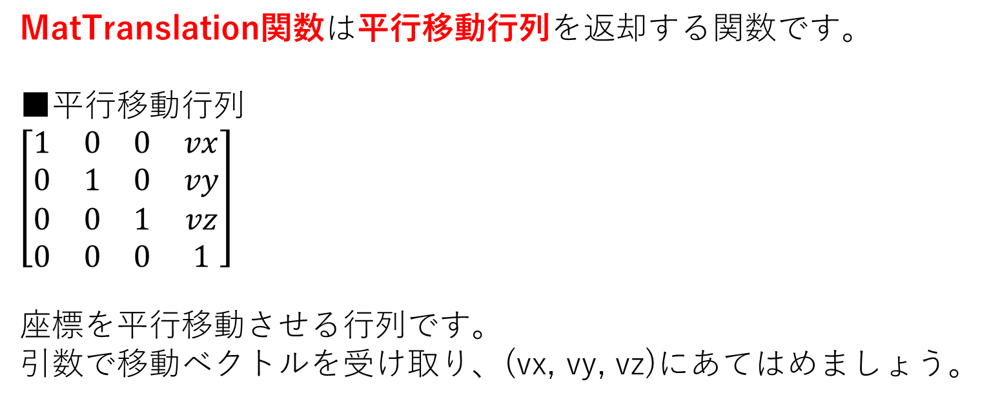 MatTranslation関数は平行移動行列を返却する関数です。
■平行移動行列
1 0 0 vx
0 1 0 vy
0 0 1 vz
0 0 0 1
座標を平行移動させる行列です。
引数で移動ベクトルを受け取り、(vx, vy, vz)にあてはめましょう。